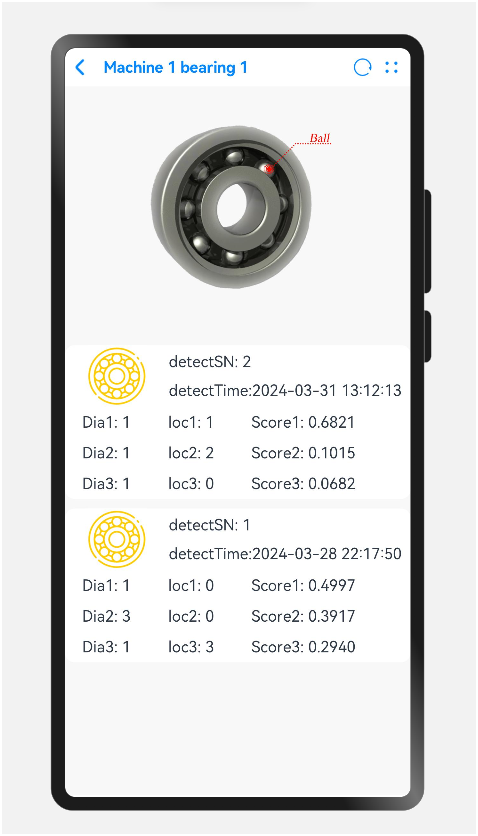 Machine 1 bearing 1
Ball
detectSN: 2
detectTime:2024-03-31 13:12:13
Dia1: 1 loc1: 1 Score1: 0.6821
Dia2: 1 loc2: 2 Score2: 0.1015
Dia3: 1 loc3: 0 Score3: 0.0682
detectSN: 1
detectTime:2024-03-28 22:17:50
Dia1: 1 loc1: 0 Score1: 0.4997
Dia2: 3 loc2: 0 Score2: 0.3917
Dia3: 1 loc3: 3 Score3: 0.2940